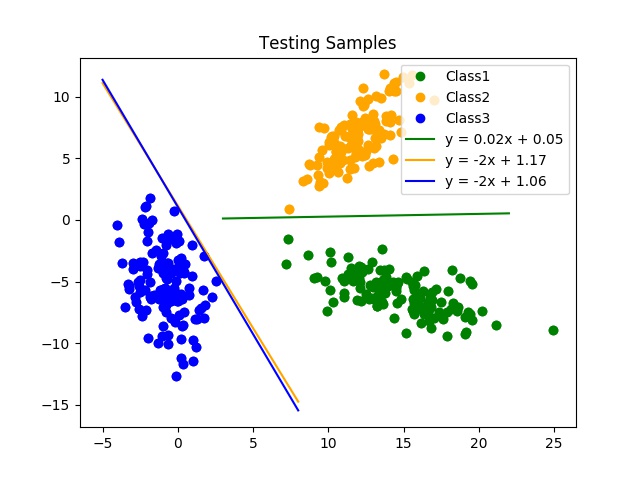 Testing Samples
Class1
Class2
Class3
y = 0.02x + 0.05
y = -2x + 1.17
y = -2x + 1.06
10
5
0
−5
−10
−15
−5 0 5 10 15 20 25